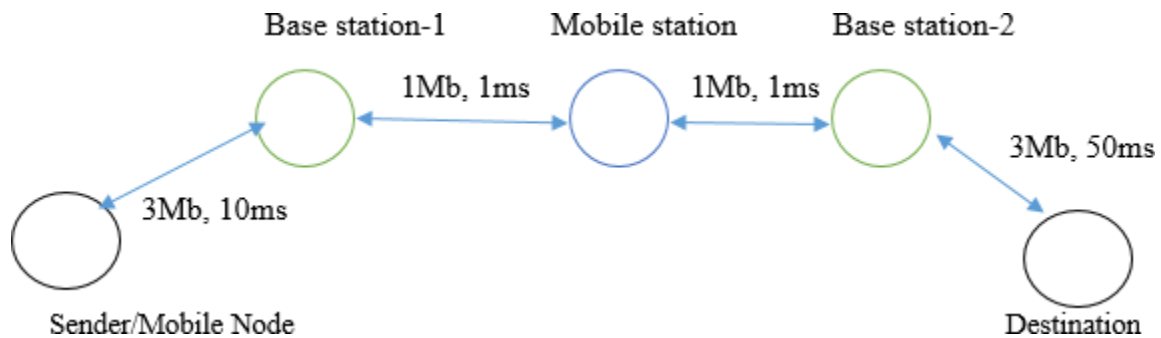 Base station-1
Mobile station
Base station-2
1Mb, 1ms
1Mb, 1ms
3Mb, 50ms
3Mb, 10ms
Sender/Mobile Node
Destination